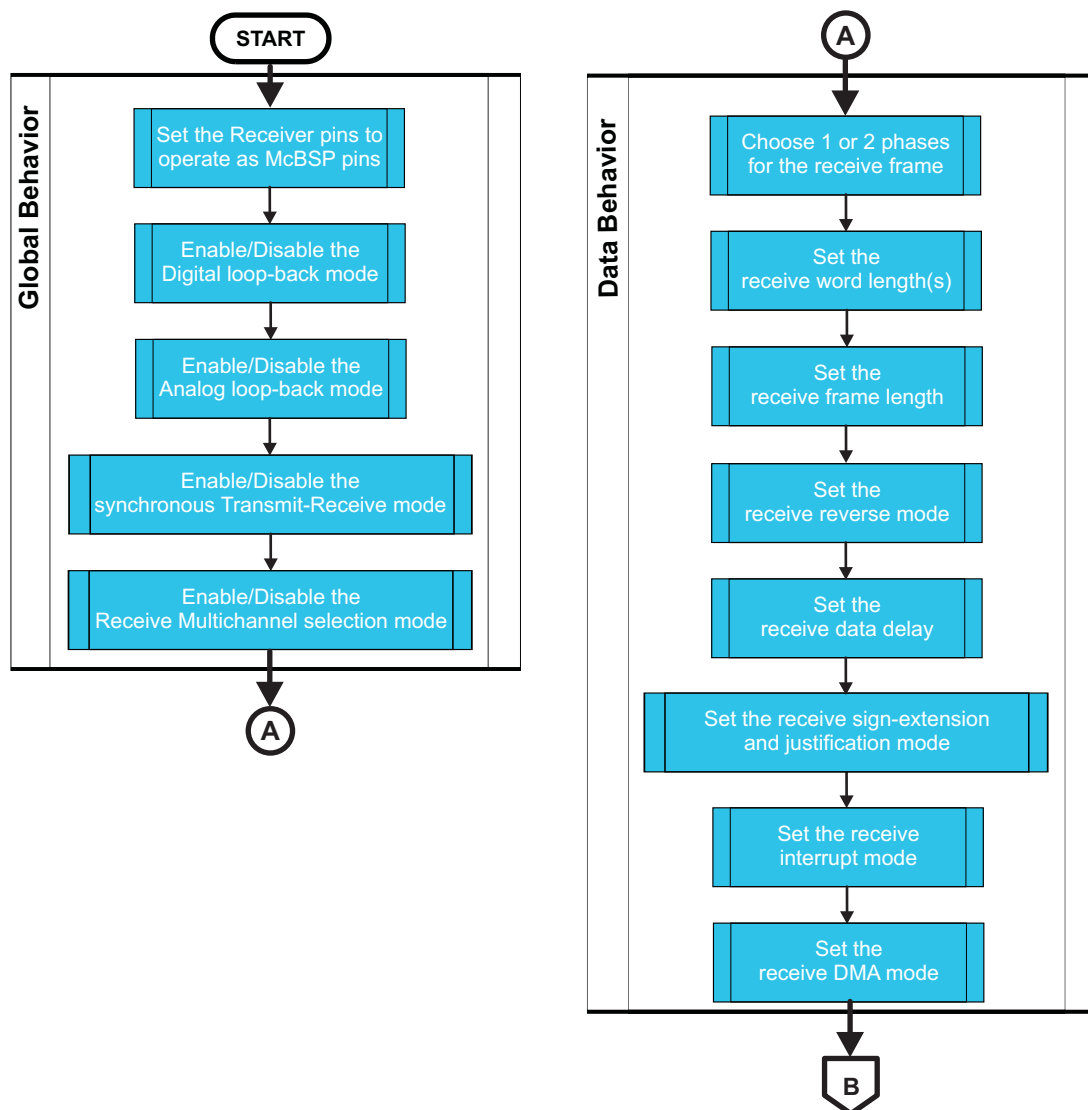 START
Global Behavior
Set the Receiver pins to
operate as McBSP pins
Enable/Disable the
Digital loop-back mode
Enable/Disable the
Analog loop-back mode
Enable/Disable the
synchronous Transmit-Receive mode
Enable/Disable the
Receive Multichannel selection mode
A
A
Data Behavior
Choose 1 or 2 phases
for the receive frame
Set the
receive word length(s)
Set the
receive frame length
Set the
receive reverse mode
Set the
receive data delay
Set the receive sign-extension
and justification mode
Set the receive
interrupt mode
Set the
receive DMA mode
B